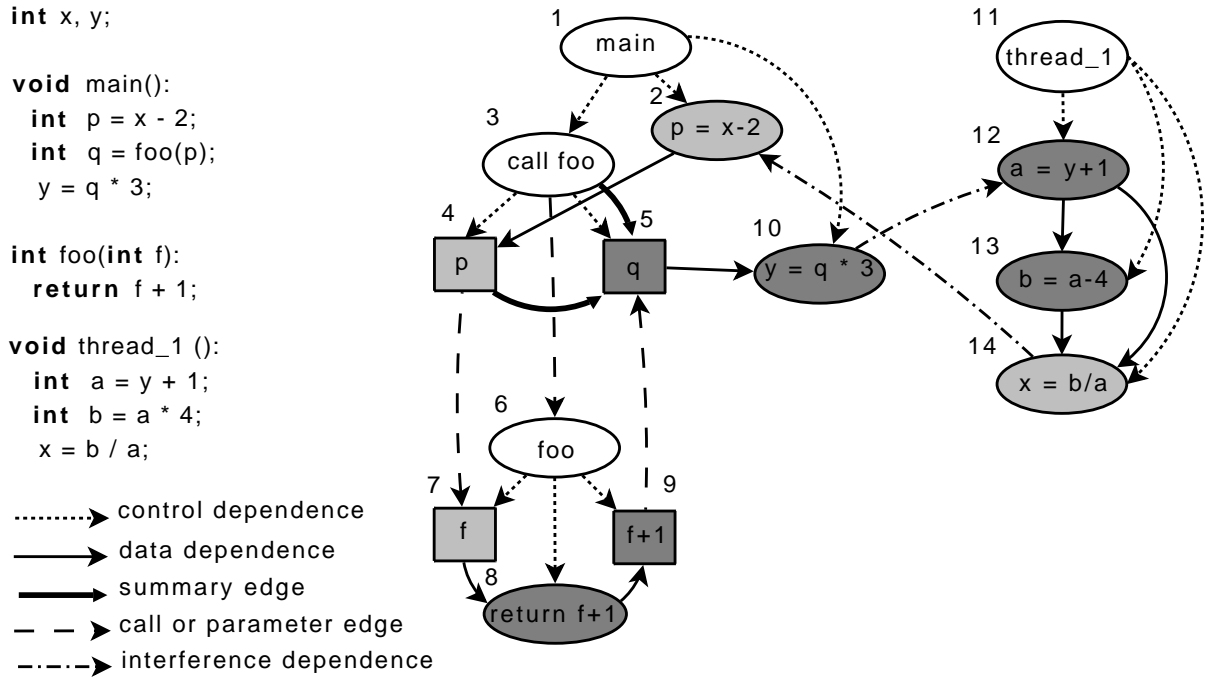 int x, y;
void main():
int p = x - 2;
int q = foo(p);
y = q * 3;
int foo(int f):
return f + 1;
void thread_1 ():
int a = y + 1;
int b = a * 4;
x = b / a;
control dependence
data dependence
summary edge
call or parameter edge
interference dependence
1
main
2
p = x-2
3
call foo
4
p
5
q
10
y = q * 3
6
foo
7
f
8
return f+1
9
f+1
11
thread_1
12
a = y+1
13
b = a-4
14
x = b/a